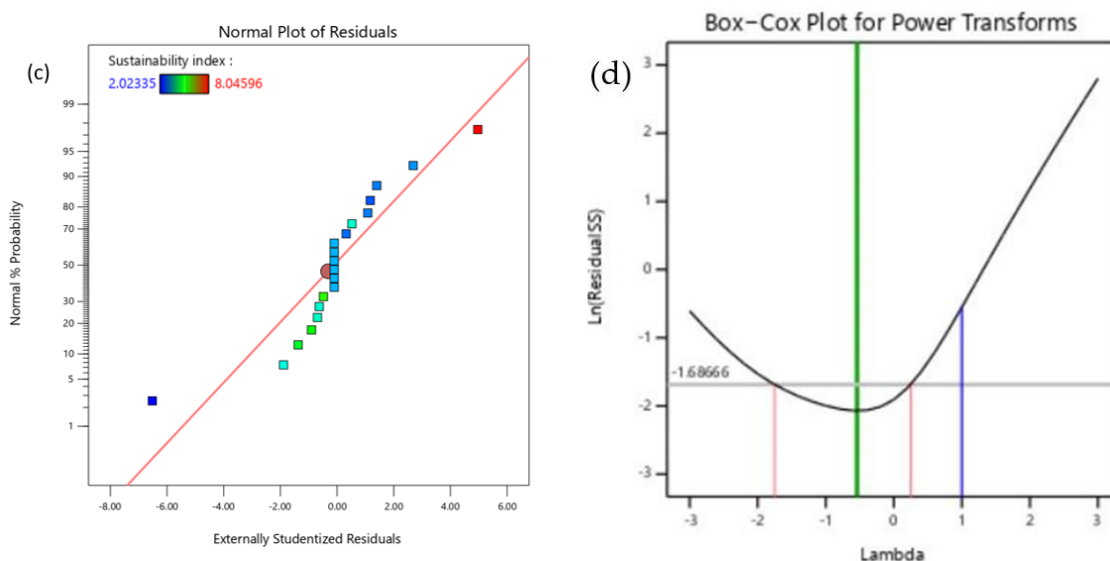 Normal Plot of Residuals
(c)
Sustainability index :
2.02335 8.04596
Normal % Probability
99
95
90
80
70
50
30
20
10
5
1
-8.00 -6.00 -4.00 -2.00 0.00 2.00 4.00 6.00
Externally Studentized Residuals
Box-Cox Plot for Power Transforms
(d)
Ln(ResidualSS)
3
2
1
0
-1
-1.68666
-2
-3
-3 -2 -1 0 1 2 3
Lambda